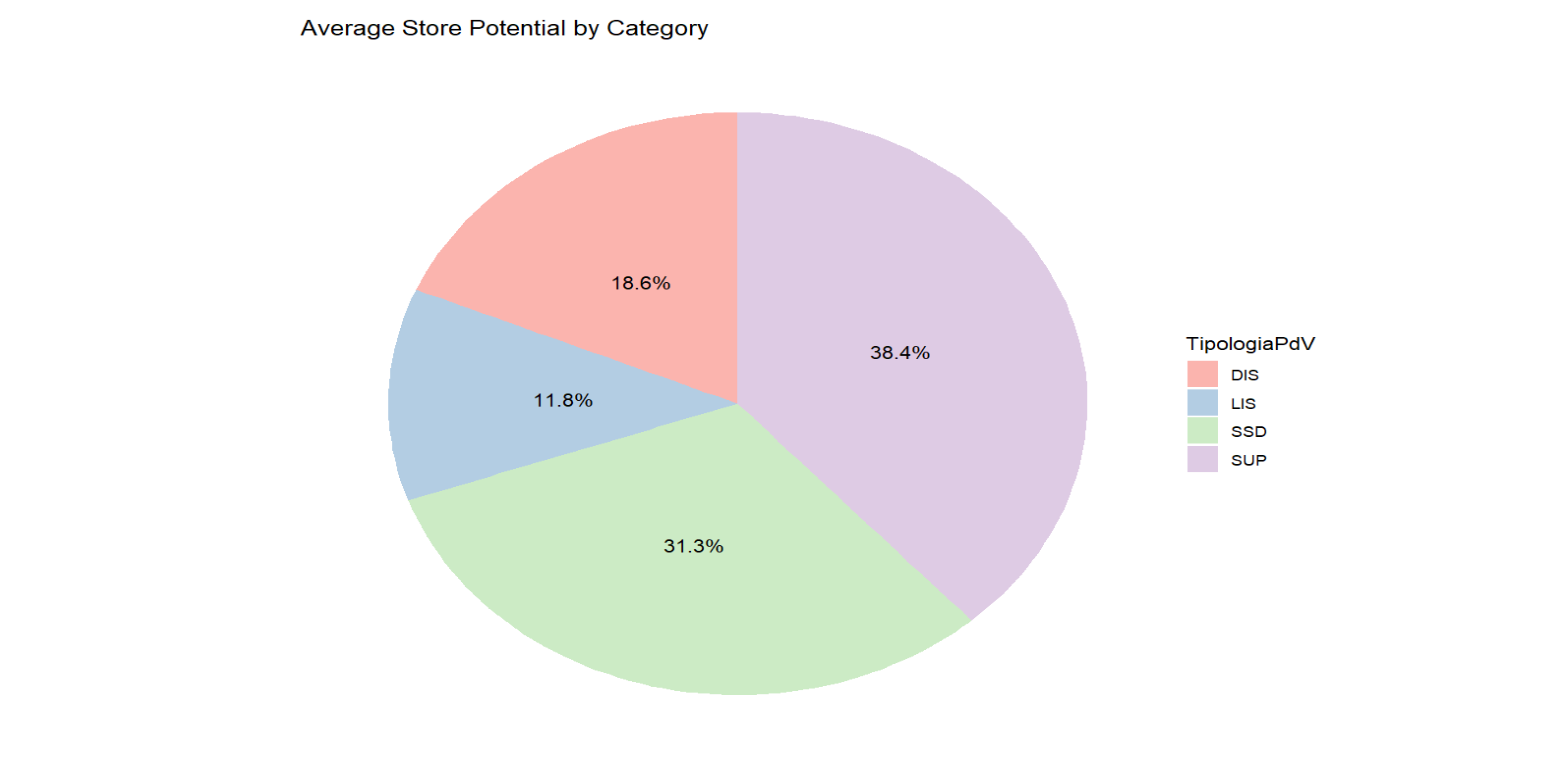 Average Store Potential by Category
18.6%
38.4%
11.8%
31.3%
TipologiaPdV
DIS
LIS
SSD
SUP